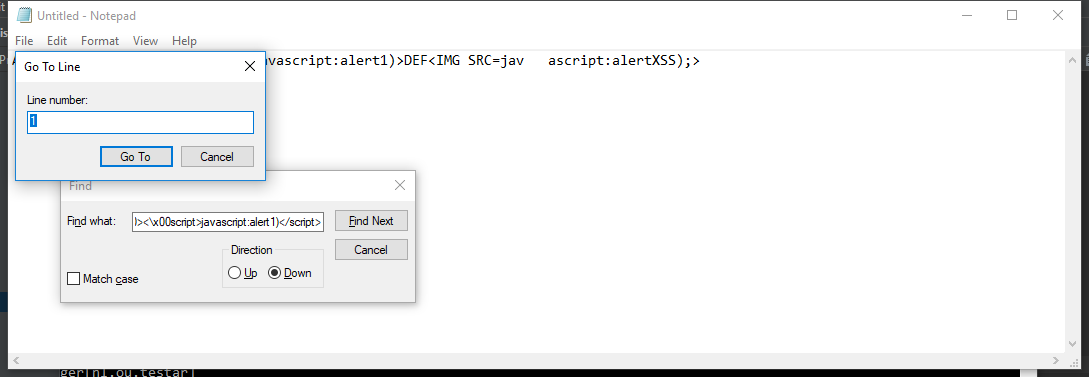 Untitled - Notepad
File Edit Format View Help
avascript:alert1)>DEF<IMG SRC=jav   ascript:alertXSS);>
Go To Line
Line number:
1
Go To Cancel
Find
Find what: )><\x00script>javascript:alert1)</script> Find Next
Cancel
Direction
Up Down
Match case
ger[nl.ou.testar]